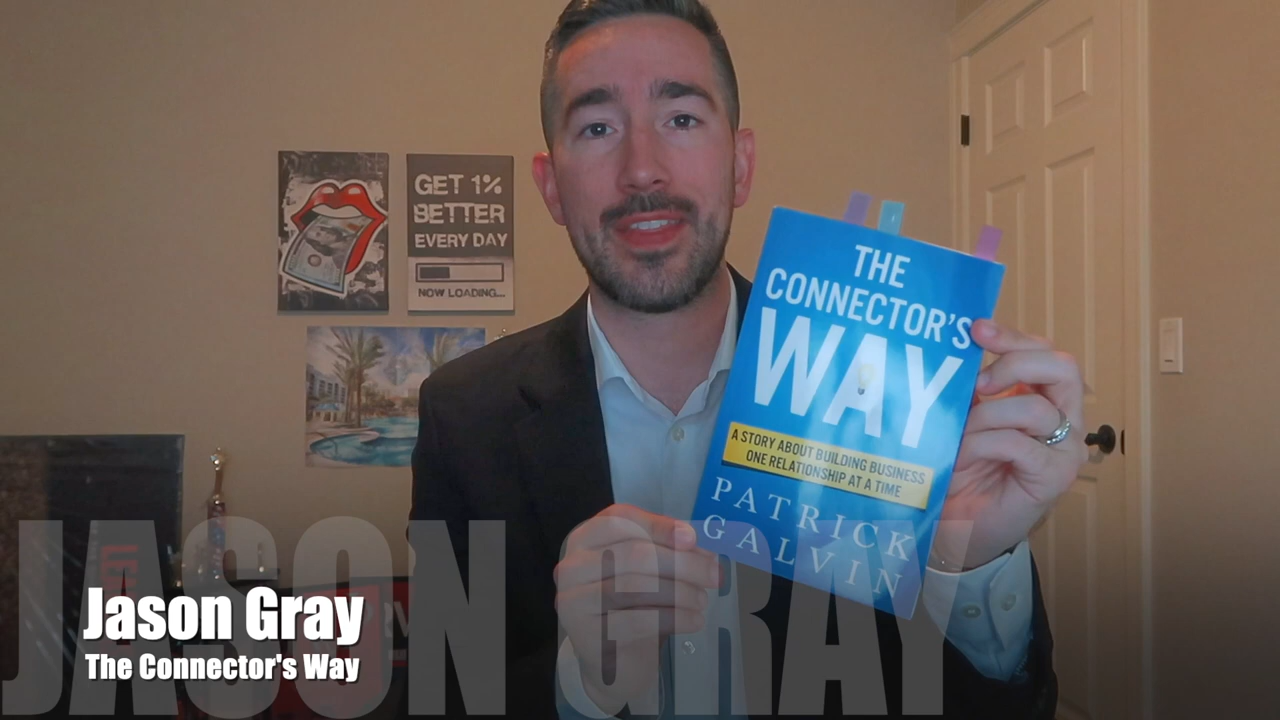 GET 1%
BETTER
EVERY DAY
NOW LOADING...
THE
CONNECTOR'S
WAY
A STORY ABOUT BUILDING BUSINESS
ONE RELATIONSHIP AT A TIME
PATRICK
GALVIN
JASON GRAY
Jason Gray
The Connector's Way